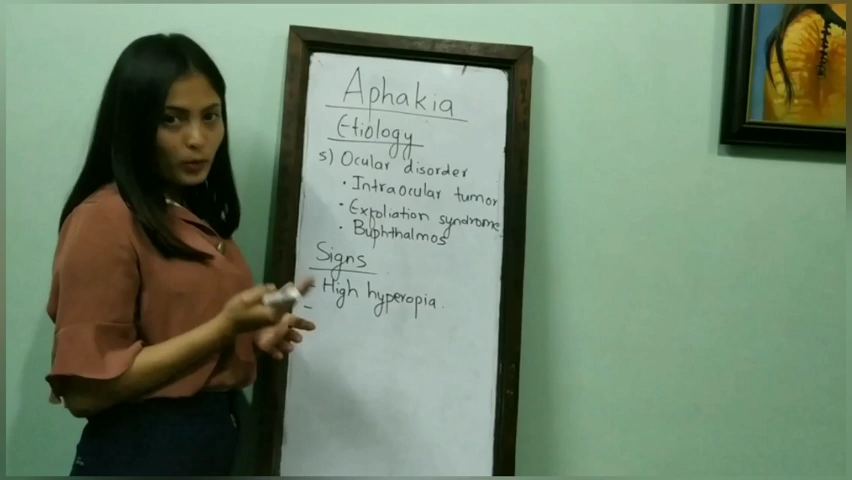 Aphakia
Etiology
5) Ocular disorder
· Intraocular tumor
· Exfoliation syndrome
· Buphthalmos
Signs
- High hyperopia.
-